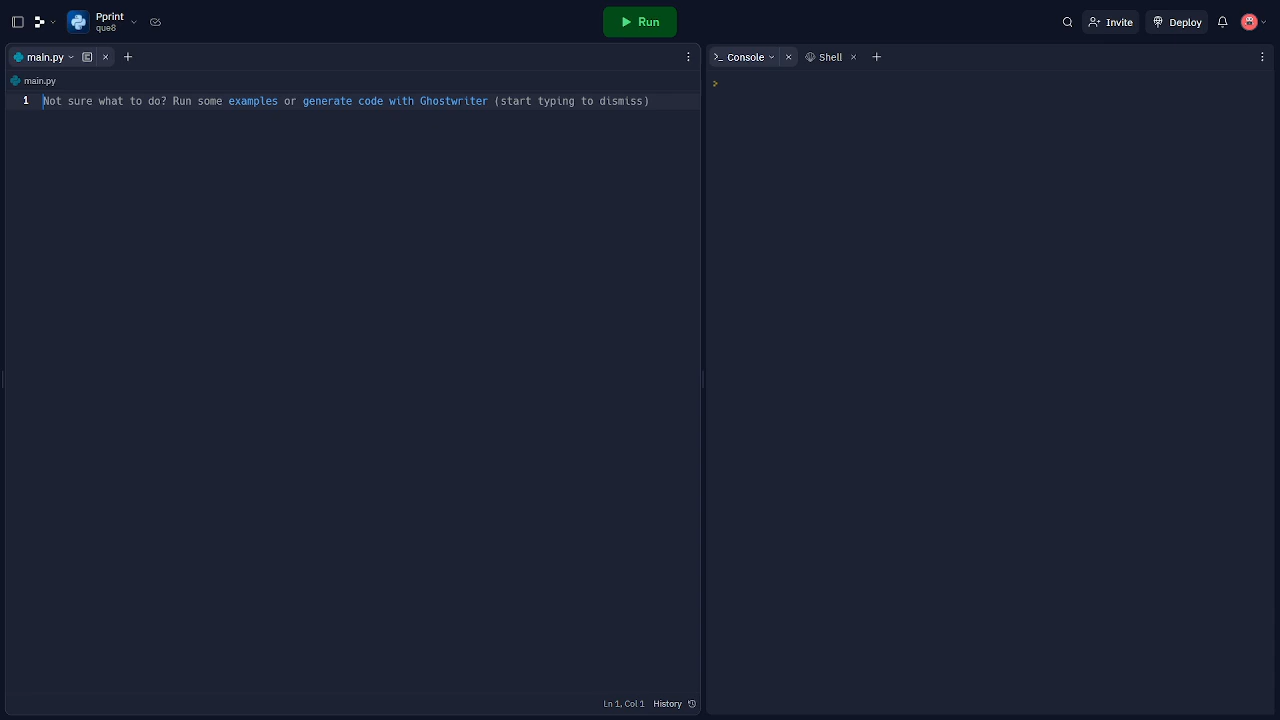 Pprint
que8
Run
Invite
Deploy
main.py
Console
Shell
main.py
1 Not sure what to do? Run some examples or generate code with Ghostwriter (start typing to dismiss)
Ln 1, Col 1 History